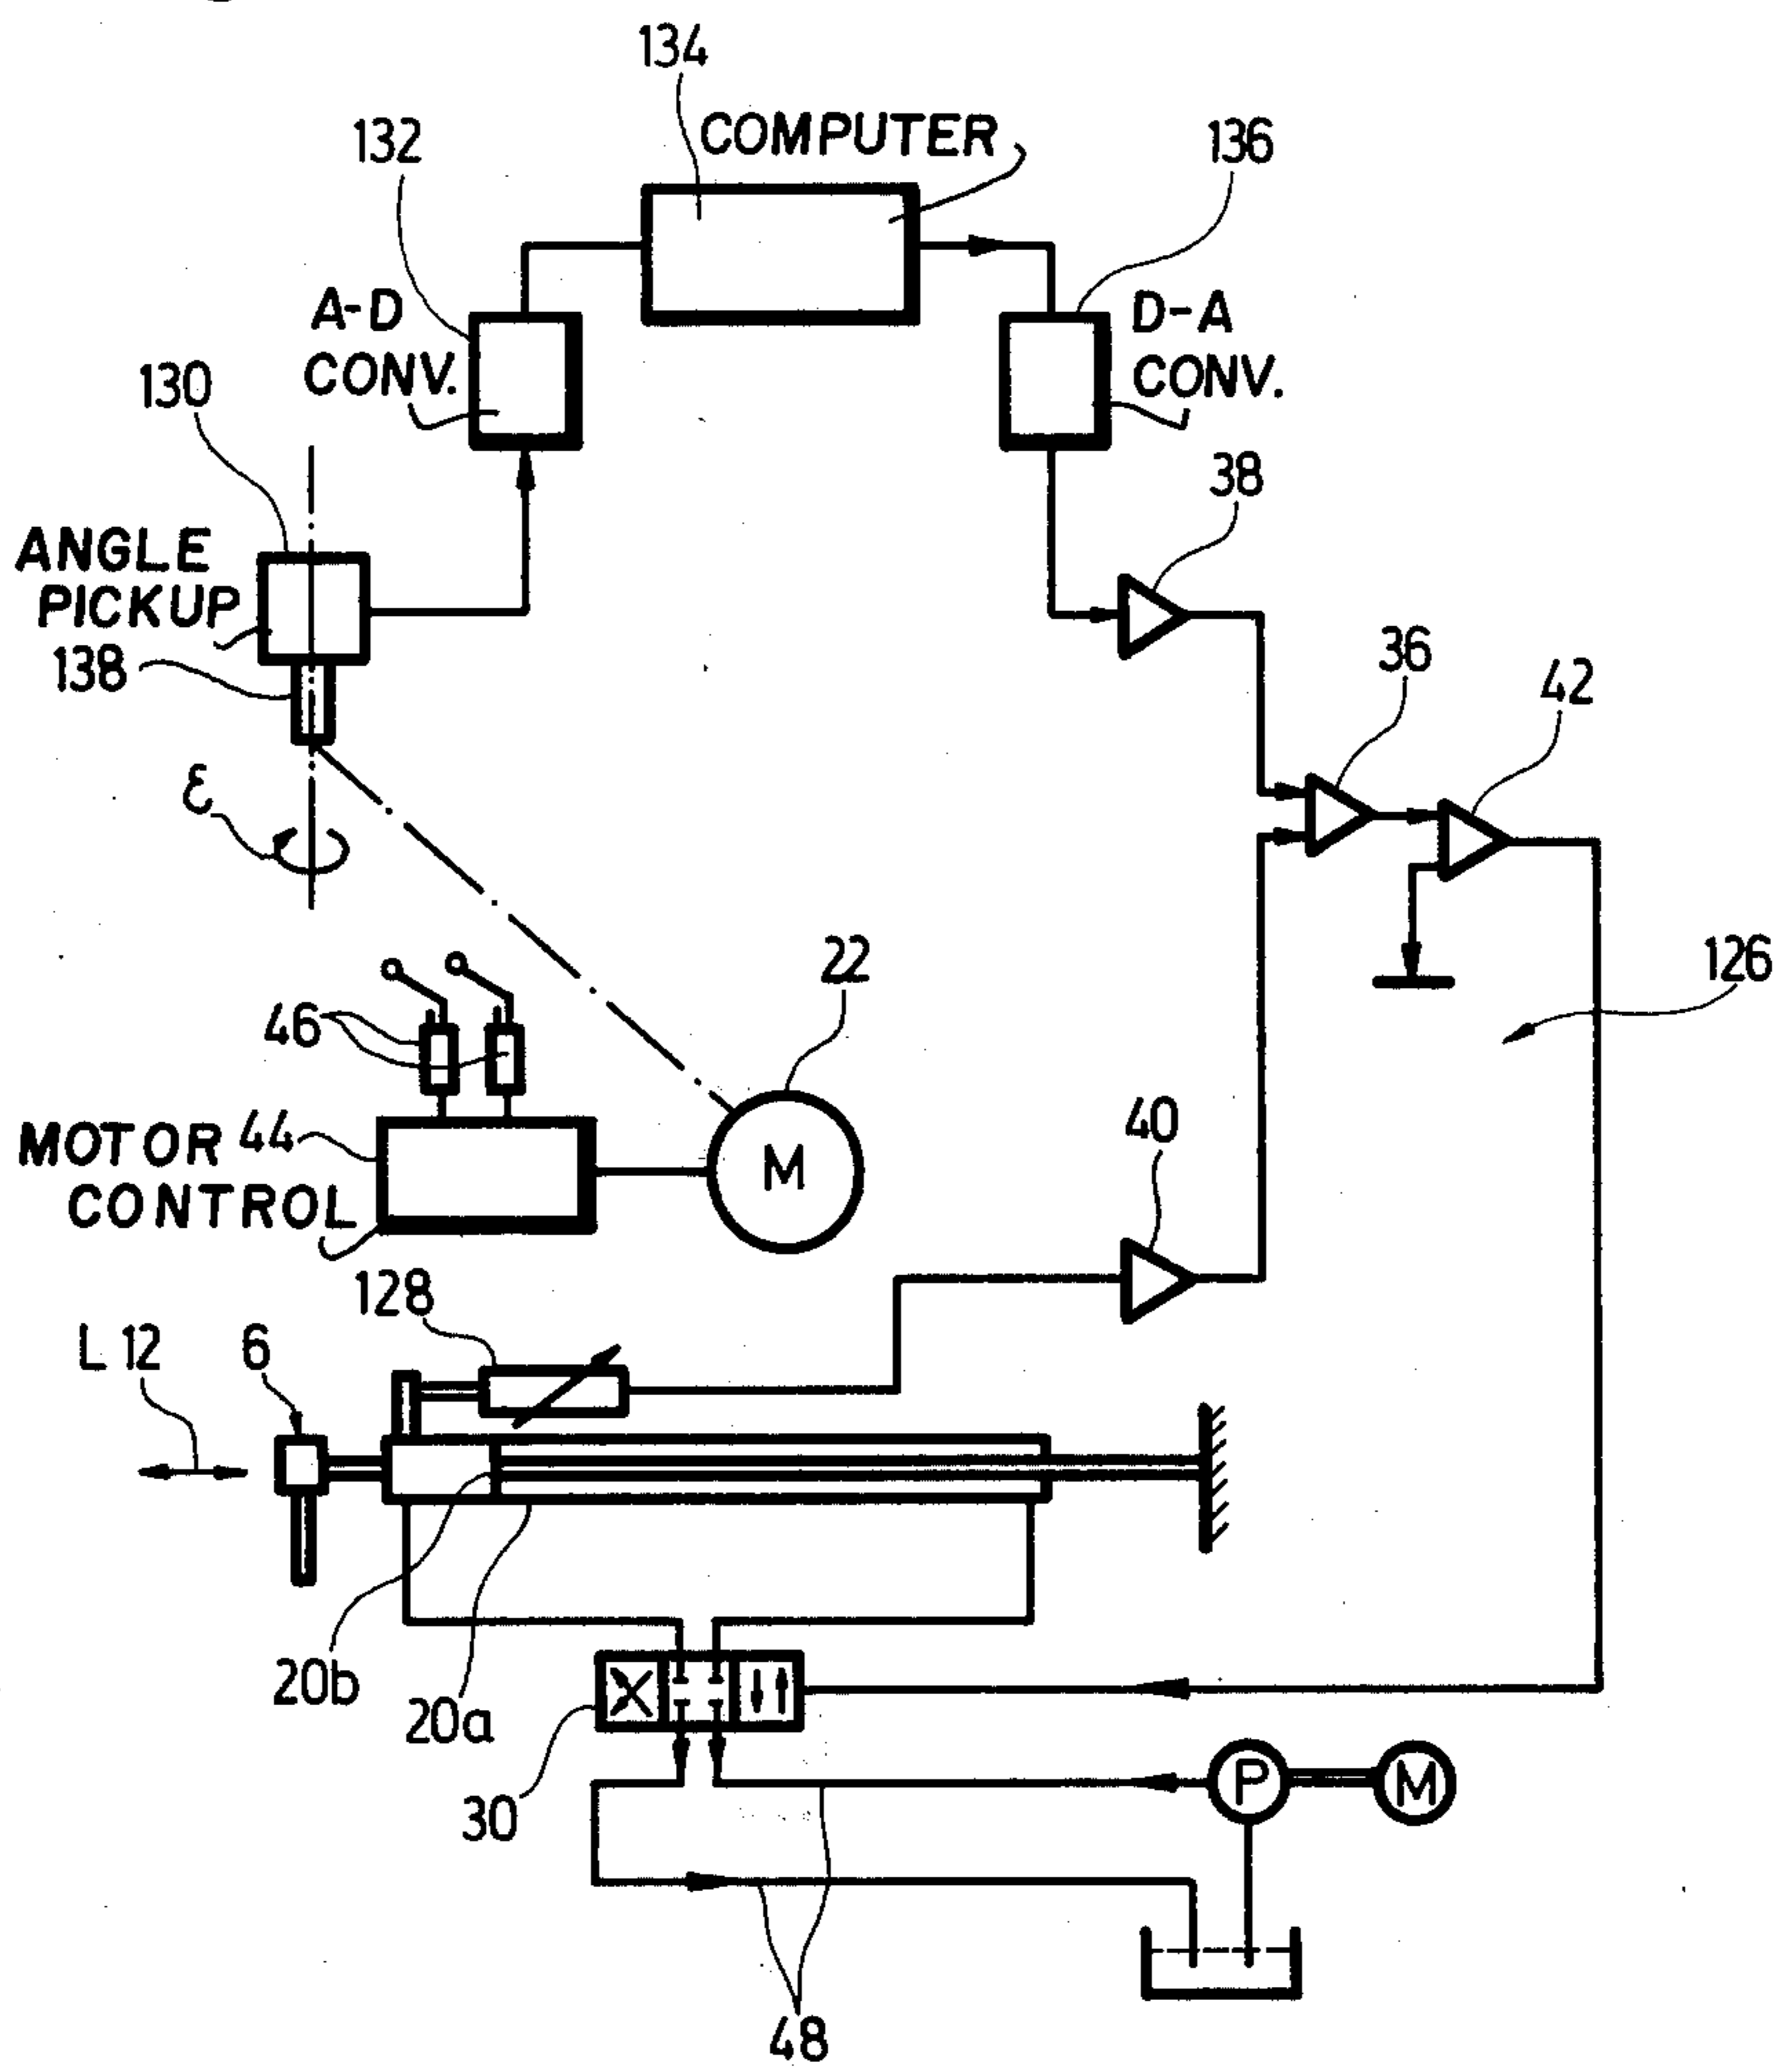 134
COMPUTER
132
136
A-D
CONV.
D-A
CONV.
130
38
ANGLE
PICKUP
138
36
42
ε
22
126
46
M
MOTOR 44
CONTROL
40
128
L 12
6
20b
20a
30
P
M
48